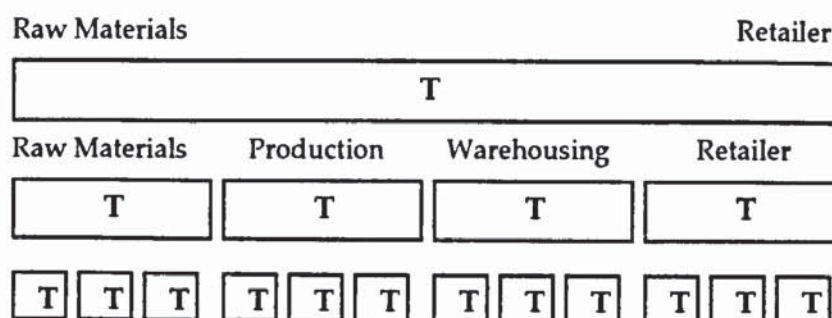 Raw Materials Retailer
T
Raw Materials Production Warehousing Retailer
T T T T
T T T T T T T T T T T T